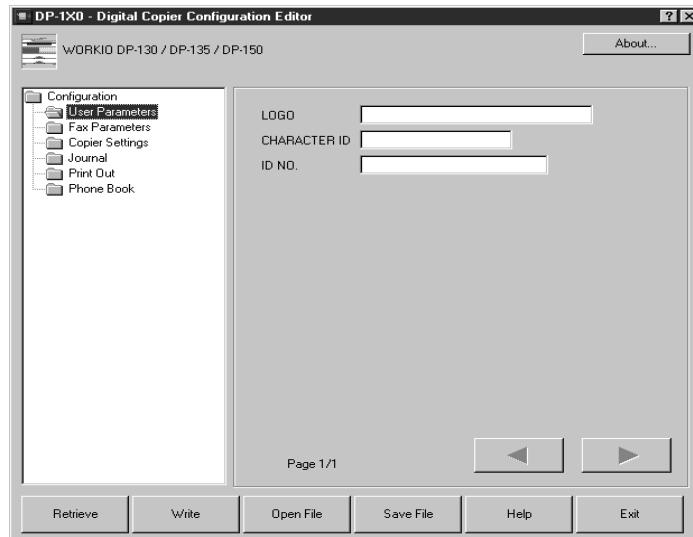 DP-1X0 - Digital Copier Configuration Editor
WORKIO DP-130 / DP-135 / DP-150
About...
Configuration
User Parameters
Fax Parameters
Copier Settings
Journal
Print Out
Phone Book
LOGO
CHARACTER ID
ID NO.
Page 1/1
Retrieve
Write
Open File
Save File
Help
Exit